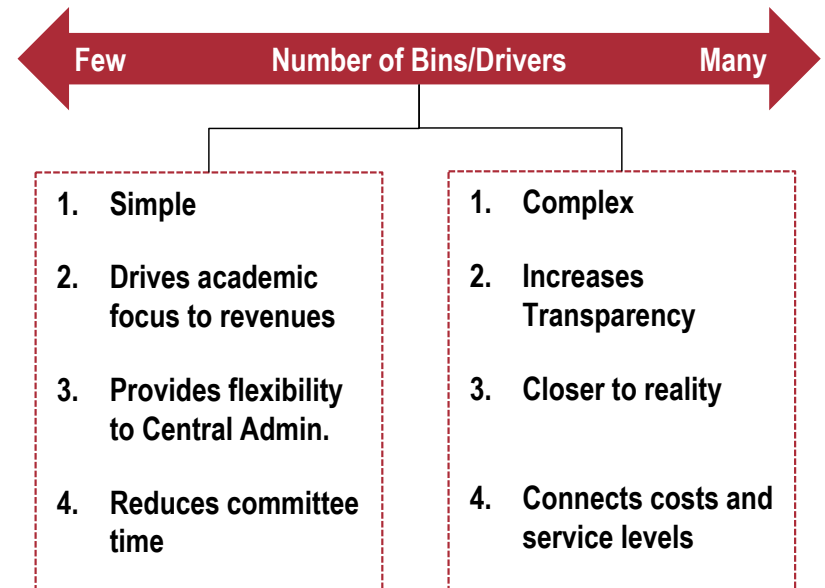 Few Number of Bins/Drivers Many
1. Simple
2. Drives academic
focus to revenues
3. Provides flexibility
to Central Admin.
4. Reduces committee
time
1. Complex
2. Increases
Transparency
3. Closer to reality
4. Connects costs and
service levels